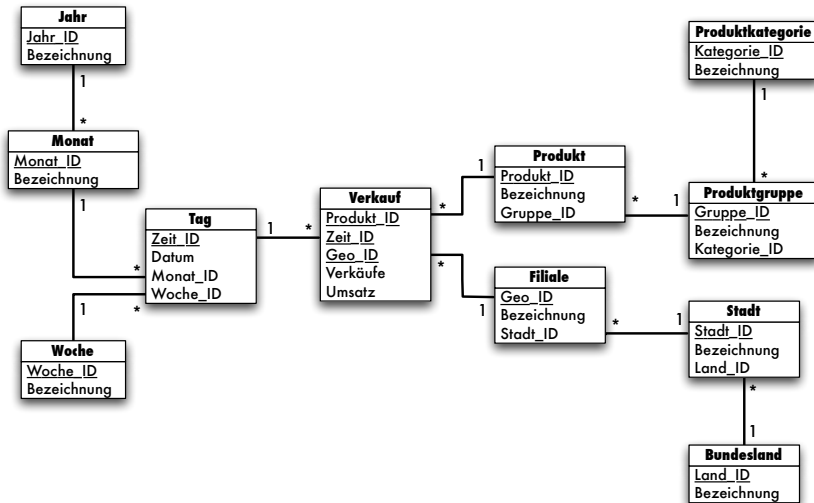 Jahr
Jahr_ID
Bezeichnung
1
*
Monat
Monat_ID
Bezeichnung
1
*
Tag
Zeit_ID
Datum
Monat_ID
Woche_ID
*
1
Woche
Woche_ID
Bezeichnung
1
*
Verkauf
Produkt_ID
Zeit_ID
Geo_ID
Verkäufe
Umsatz
*
1
*
1
Produkt
Produkt_ID
Bezeichnung
Gruppe_ID
*
1
Produktkategorie
Kategorie_ID
Bezeichnung
1
*
Produktgruppe
Gruppe_ID
Bezeichnung
Kategorie_ID
Filiale
Geo_ID
Bezeichnung
Stadt_ID
*
1
Stadt
Stadt_ID
Bezeichnung
Land_ID
*
1
Bundesland
Land_ID
Bezeichnung